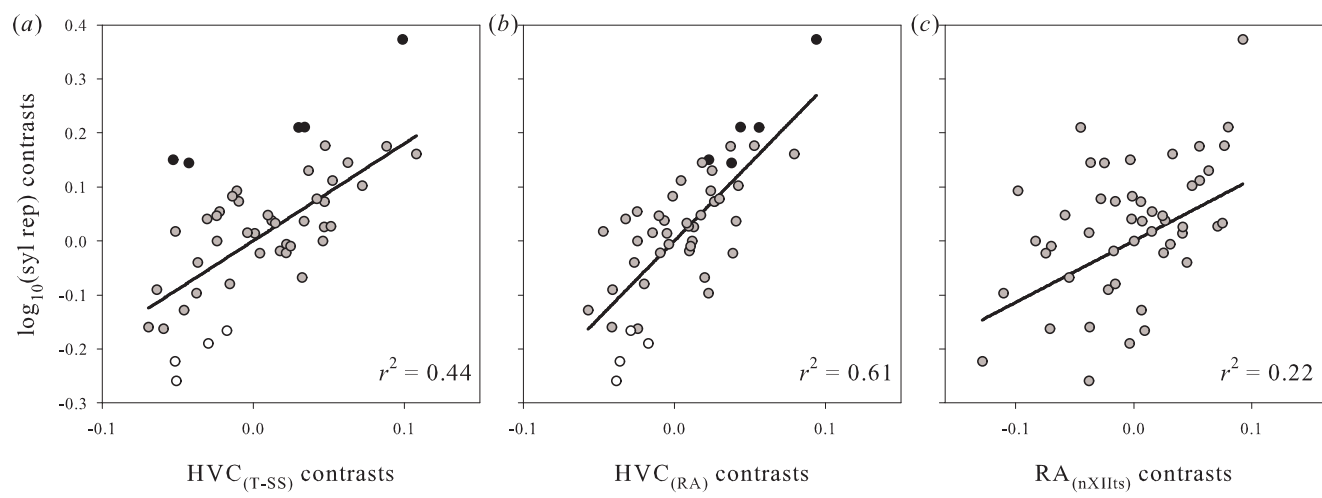 (a) (b) (c)
0.4
0.3
0.2
0.1
0.0
-0.1
-0.2
-0.3
log10(syl rep) contrasts
r2 = 0.44 r2 = 0.61 r2 = 0.22
-0.1 0.0 0.1 -0.1 0.0 0.1 -0.1 0.0 0.1
HVC(T-SS) contrasts HVC(RA) contrasts RA(nXIIts) contrasts